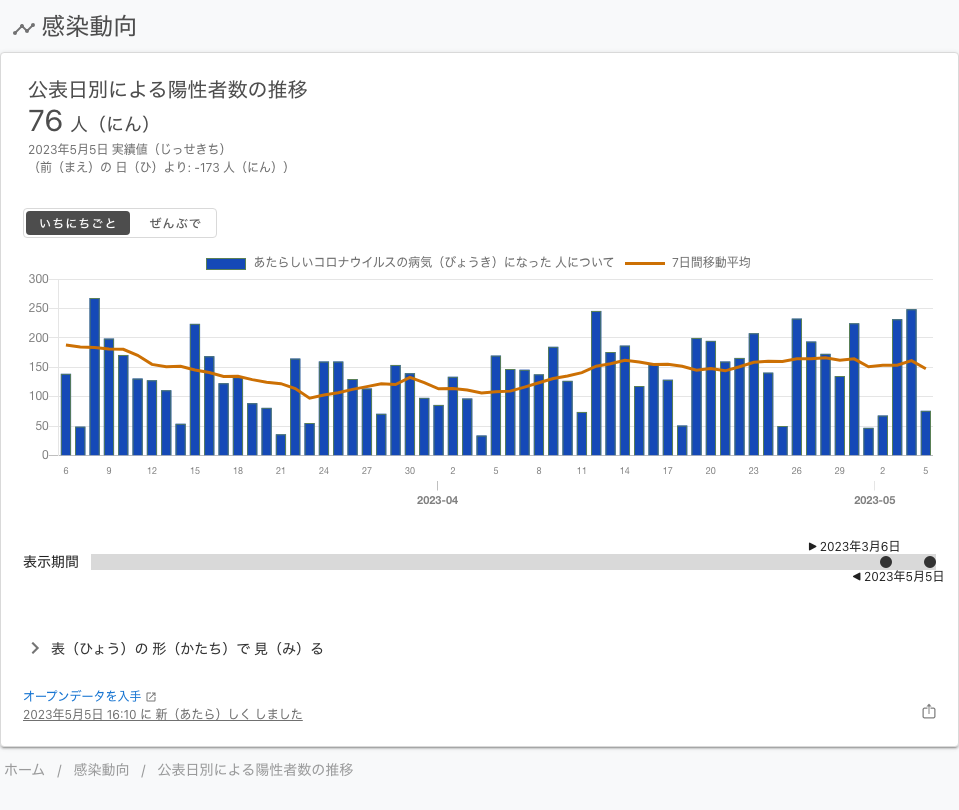 感染動向
公表日別による陽性者数の推移
76 人（にん）
2023年5月5日 実績値（じっせきち）
（前（まえ）の 日（ひ）より: -173 人（にん））
いちにちごと ぜんぶで
あたらしいコロナウイルスの病気（びょうき）になった 人について 7日間移動平均
300
250
200
150
100
50
0
6 9 12 15 18 21 24 27 30 2 5 8 11 14 17 20 23 26 29 2 5
2023-04 2023-05
▶ 2023年3月6日
表示期間
◀ 2023年5月5日
表（ひょう）の 形（かたち）で 見（み）る
オープンデータを入手
2023年5月5日 16:10 に 新（あたら）しく しました
ホーム / 感染動向 / 公表日別による陽性者数の推移